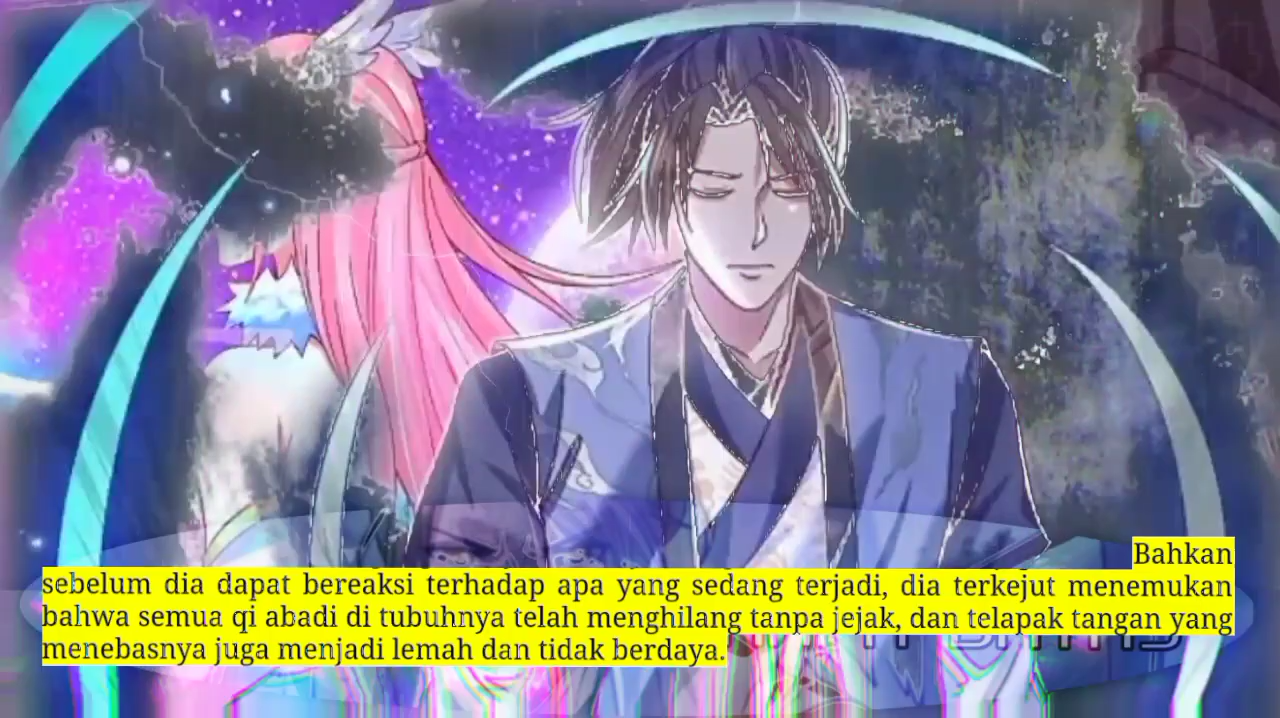 Bahkan
sebelum dia dapat bereaksi terhadap apa yang sedang terjadi, dia terkejut menemukan
bahwa semua qi abadi di tubuhnya telah menghilang tanpa jejak, dan telapak tangan yang
menebasnya juga menjadi lemah dan tidak berdaya.